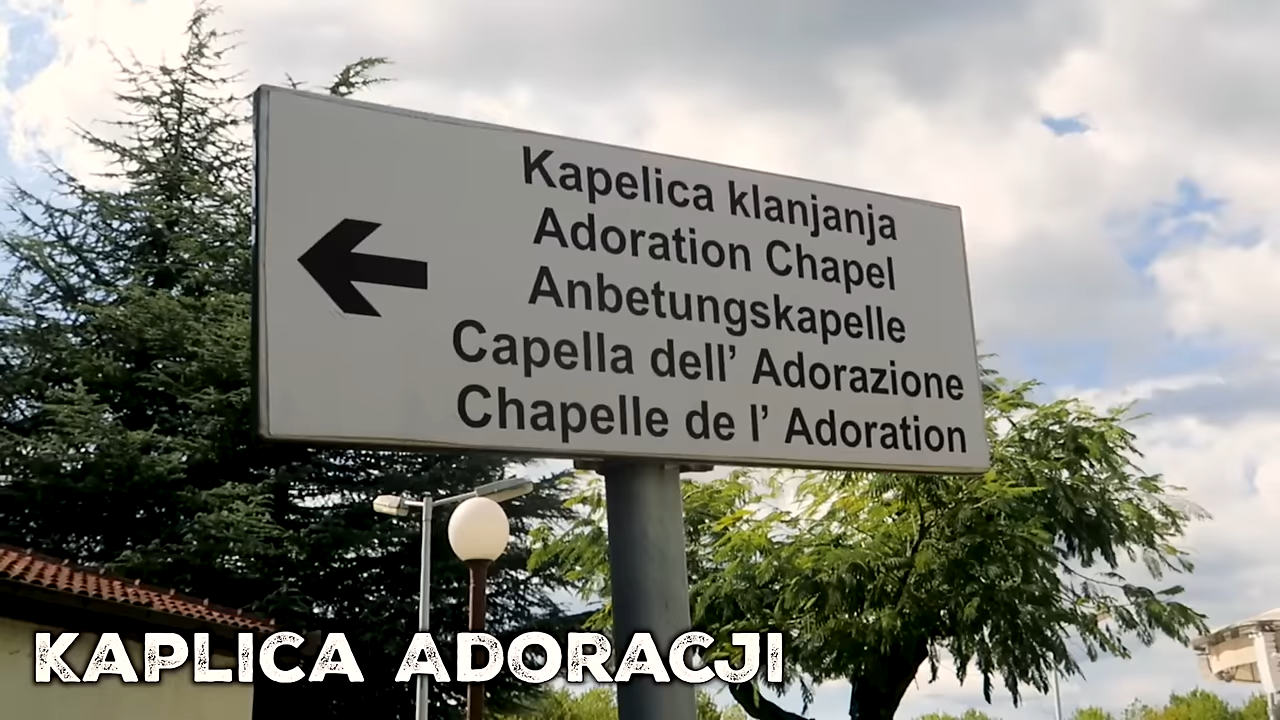 Kapelica klanjanja
Adoration Chapel
Anbetungskapelle
Capella dell’ Adorazione
Chapelle de l’ Adoration
KAPLICA ADORACJI